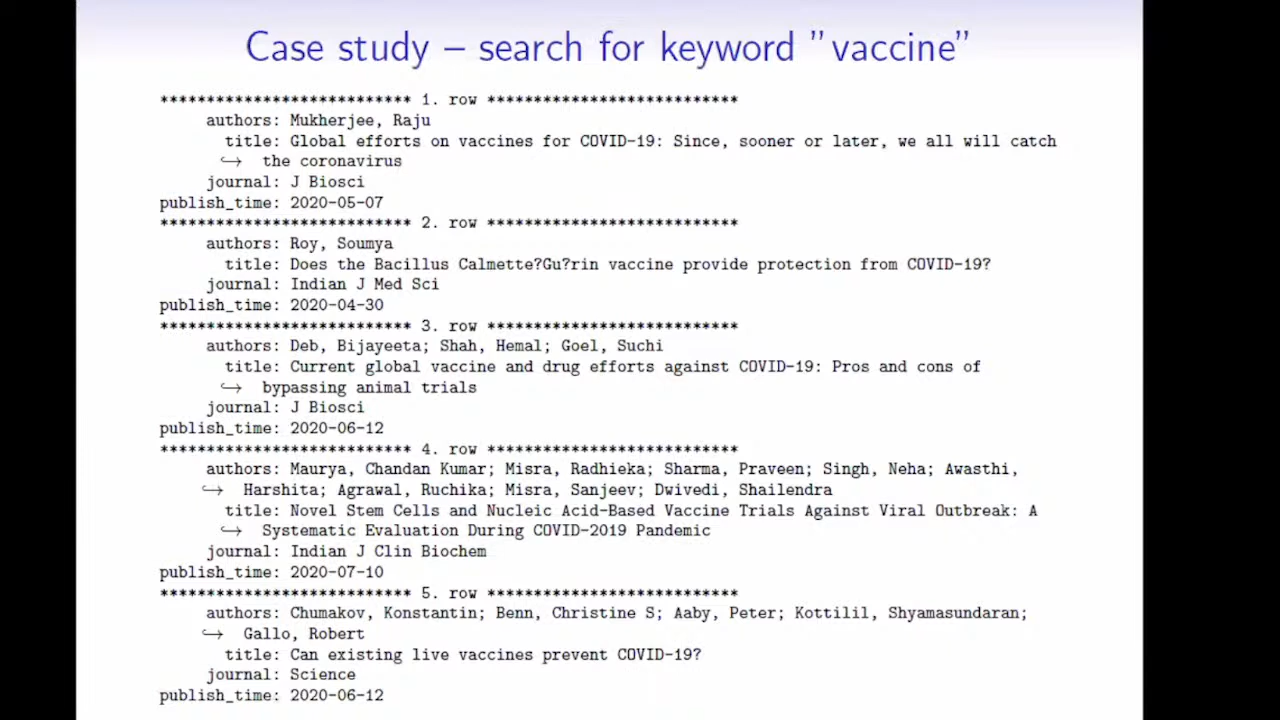 Case study – search for keyword ”vaccine”
*************************** 1. row ***************************
authors: Mukherjee, Raju
title: Global efforts on vaccines for COVID-19: Since, sooner or later, we all will catch
↪ the coronavirus
journal: J Biosci
publish_time: 2020-05-07
*************************** 2. row ***************************
authors: Roy, Soumya
title: Does the Bacillus Calmette?Gu?rin vaccine provide protection from COVID-19?
journal: Indian J Med Sci
publish_time: 2020-04-30
*************************** 3. row ***************************
authors: Deb, Bijayeeta; Shah, Hemal; Goel, Suchi
title: Current global vaccine and drug efforts against COVID-19: Pros and cons of
↪ bypassing animal trials
journal: J Biosci
publish_time: 2020-06-12
*************************** 4. row ***************************
authors: Maurya, Chandan Kumar; Misra, Radhieka; Sharma, Praveen; Singh, Neha; Awasthi,
↪ Harshita; Agrawal, Ruchika; Misra, Sanjeev; Dwivedi, Shailendra
title: Novel Stem Cells and Nucleic Acid-Based Vaccine Trials Against Viral Outbreak: A
↪ Systematic Evaluation During COVID-2019 Pandemic
journal: Indian J Clin Biochem
publish_time: 2020-07-10
*************************** 5. row ***************************
authors: Chumakov, Konstantin; Benn, Christine S; Aaby, Peter; Kottilil, Shyamasundaran;
↪ Gallo, Robert
title: Can existing live vaccines prevent COVID-19?
journal: Science
publish_time: 2020-06-12